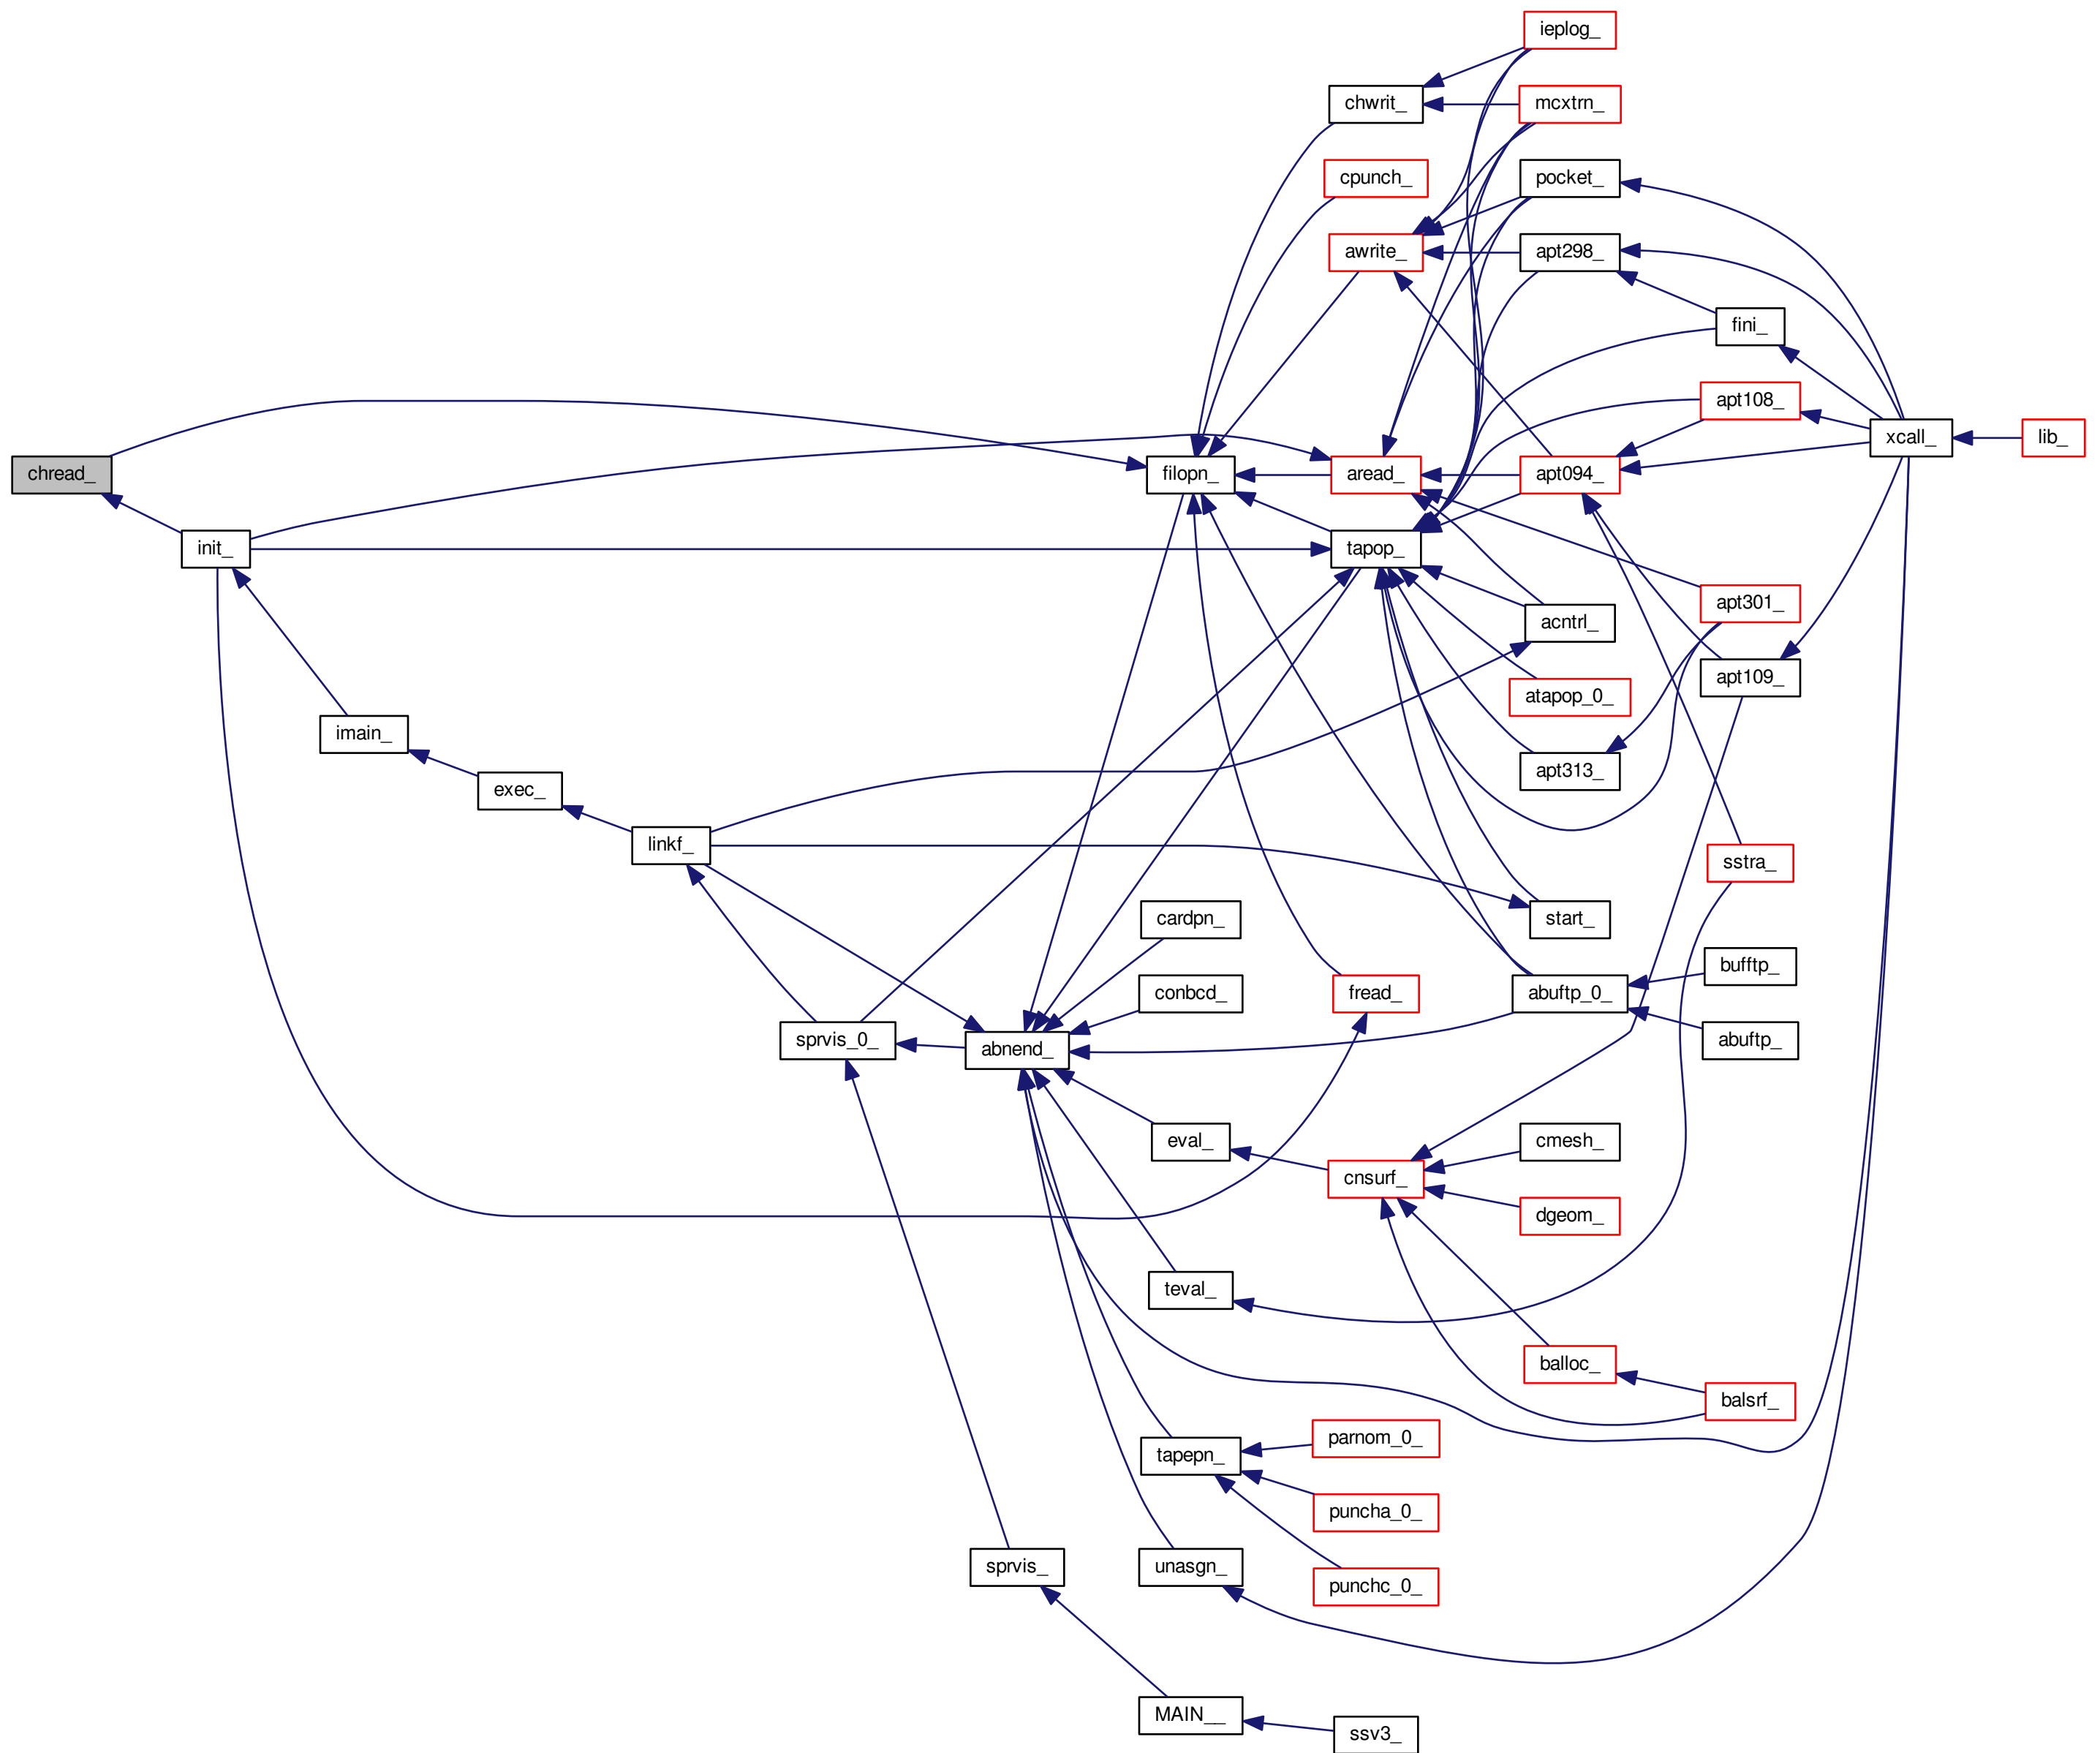 ieplog_
chwrit_
mcxtrn_
cpunch_
pocket_
awrite_
apt298_
fini_
apt108_
xcall_
lib_
chread_
filopn_
aread_
apt094_
init_
tapop_
apt301_
acntrl_
apt109_
atapop_0_
imain_
apt313_
exec_
linkf_
sstra_
cardpn_
start_
bufftp_
conbcd_
fread_
abuftp_0_
sprvis_0_
abnend_
abuftp_
eval_
cmesh_
cnsurf_
dgeom_
teval_
balloc_
balsrf_
parnom_0_
tapepn_
puncha_0_
sprvis_
unasgn_
punchc_0_
MAIN__
ssv3_